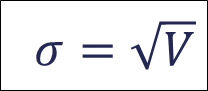 σ = √V